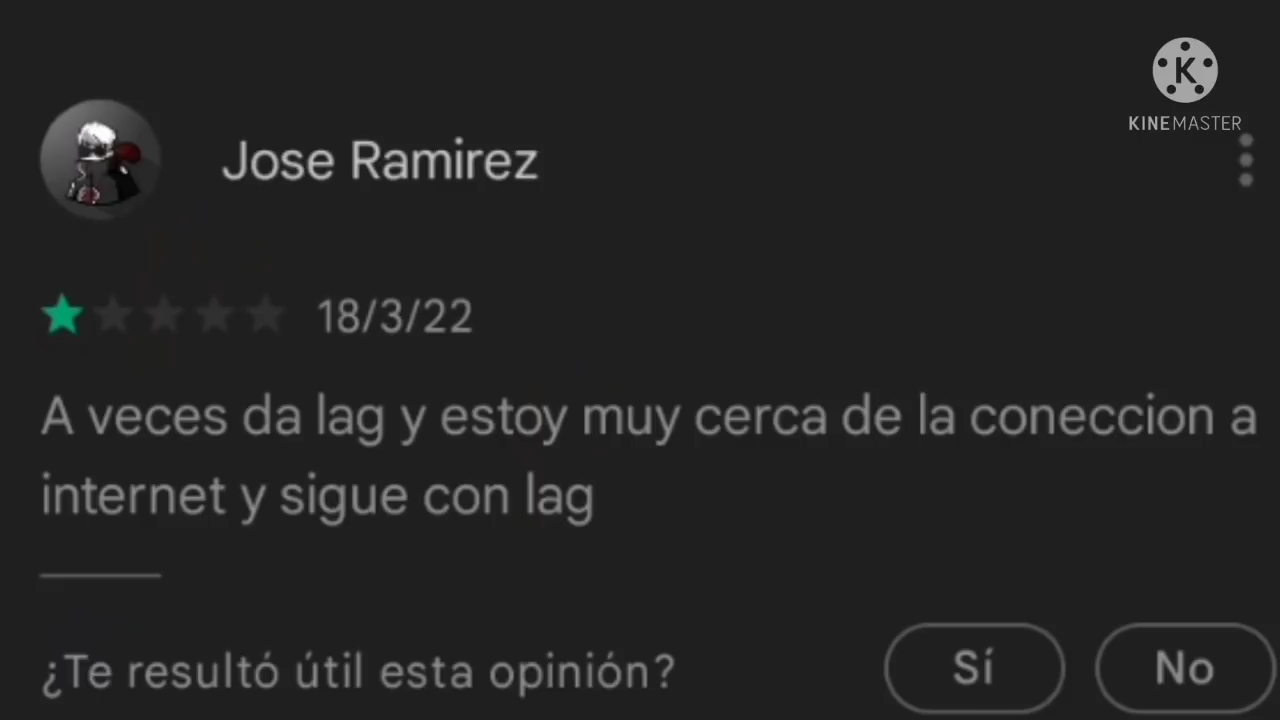 K
KINEMASTER
Jose Ramirez
18/3/22
A veces da lag y estoy muy cerca de la coneccion a
internet y sigue con lag
¿Te resultó útil esta opinión?
Sí
No